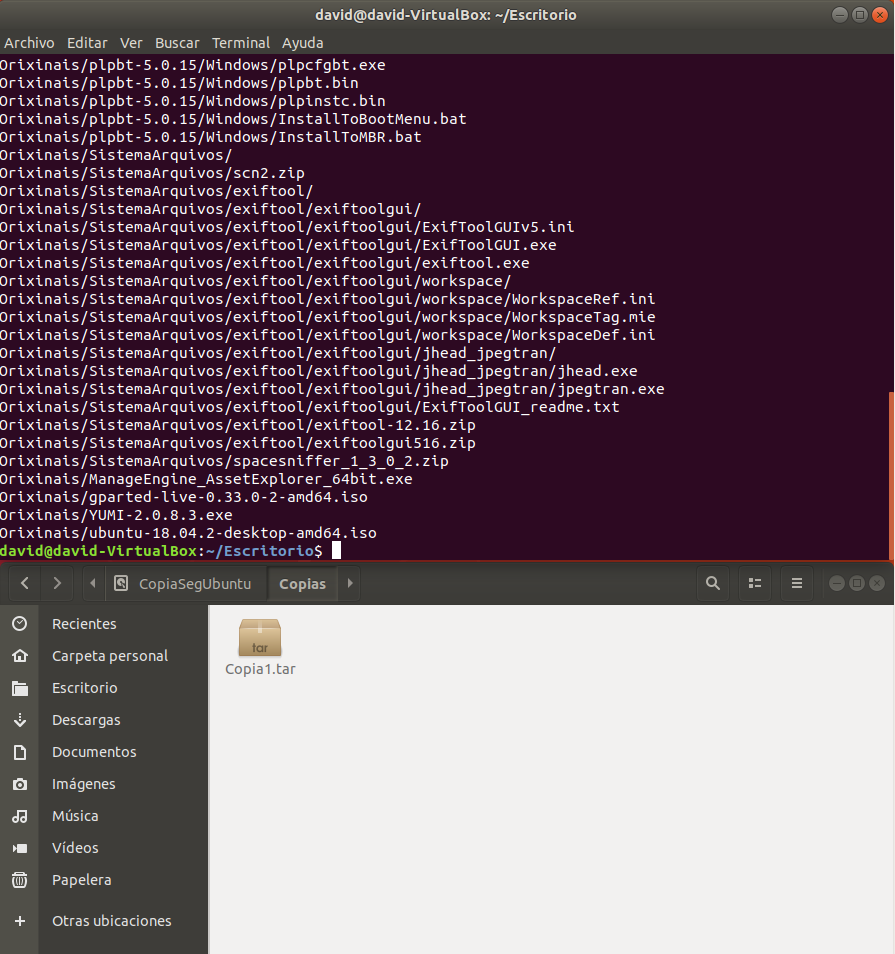 david@david-VirtualBox: ~/Escritorio
Archivo Editar Ver Buscar Terminal Ayuda
Orixinais/plpbt-5.0.15/Windows/plpcfgbt.exe
Orixinais/plpbt-5.0.15/Windows/plpbt.bin
Orixinais/plpbt-5.0.15/Windows/plpinstc.bin
Orixinais/plpbt-5.0.15/Windows/InstallToBootMenu.bat
Orixinais/plpbt-5.0.15/Windows/InstallToMBR.bat
Orixinais/SistemaArquivos/
Orixinais/SistemaArquivos/scn2.zip
Orixinais/SistemaArquivos/exiftool/
Orixinais/SistemaArquivos/exiftool/exiftoolgui/
Orixinais/SistemaArquivos/exiftool/exiftoolgui/ExifToolGUIv5.ini
Orixinais/SistemaArquivos/exiftool/exiftoolgui/ExifToolGUI.exe
Orixinais/SistemaArquivos/exiftool/exiftoolgui/exiftool.exe
Orixinais/SistemaArquivos/exiftool/exiftoolgui/workspace/
Orixinais/SistemaArquivos/exiftool/exiftoolgui/workspace/WorkspaceRef.ini
Orixinais/SistemaArquivos/exiftool/exiftoolgui/workspace/WorkspaceTag.mie
Orixinais/SistemaArquivos/exiftool/exiftoolgui/workspace/WorkspaceDef.ini
Orixinais/SistemaArquivos/exiftool/exiftoolgui/jhead_jpegtran/
Orixinais/SistemaArquivos/exiftool/exiftoolgui/jhead_jpegtran/jhead.exe
Orixinais/SistemaArquivos/exiftool/exiftoolgui/jhead_jpegtran/jpegtran.exe
Orixinais/SistemaArquivos/exiftool/exiftoolgui/ExifToolGUI_readme.txt
Orixinais/SistemaArquivos/exiftool/exiftool-12.16.zip
Orixinais/SistemaArquivos/exiftool/exiftoolgui516.zip
Orixinais/SistemaArquivos/spacesniffer_1_3_0_2.zip
Orixinais/ManageEngine_AssetExplorer_64bit.exe
Orixinais/gparted-live-0.33.0-2-amd64.iso
Orixinais/YUMI-2.0.8.3.exe
Orixinais/ubuntu-18.04.2-desktop-amd64.iso
david@david-VirtualBox:~/Escritorio$
CopiaSegUbuntu Copias
Recientes
Carpeta personal
Escritorio
Descargas
Documentos
Imágenes
Música
Vídeos
Papelera
Otras ubicaciones
tar
Copia1.tar